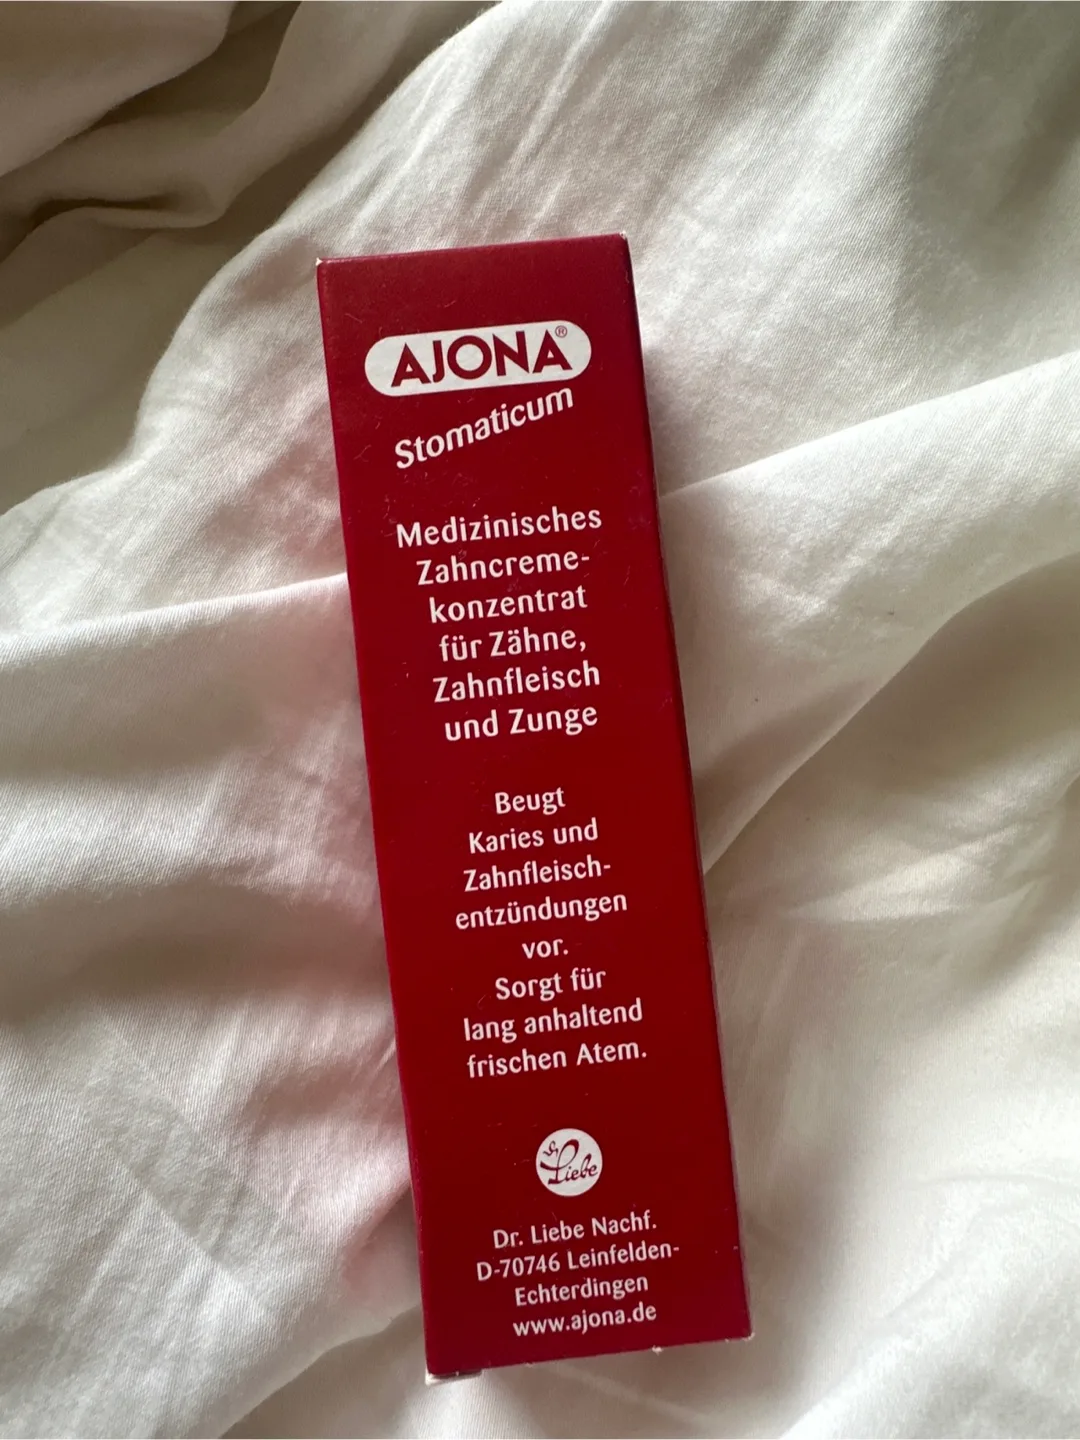 AJONA®
Stomaticum
Medizinisches
Zahncreme-
konzentrat
für Zähne,
Zahnfleisch
und Zunge
Beugt
Karies und
Zahnfleisch-
entzündungen
vor.
Sorgt für
lang anhaltend
frischen Atem.
Dr. Liebe
Dr. Liebe Nachf.
D-70746 Leinfelden-
Echterdingen
www.ajona.de